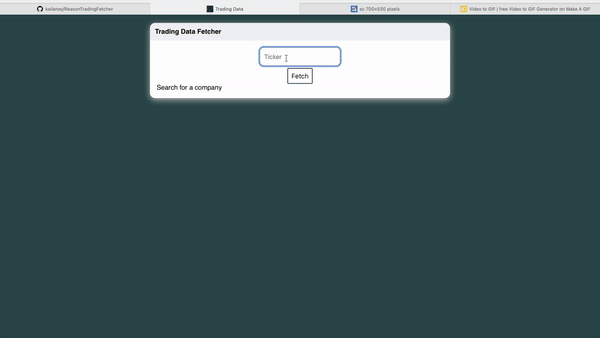 kailaney/ReasonTradingFetcher
Trading Data
sc 700×530 pixels
Video to GIF | free Video to GIF Generator on Make A GIF
Trading Data Fetcher
Ticker
Fetch
Search for a company